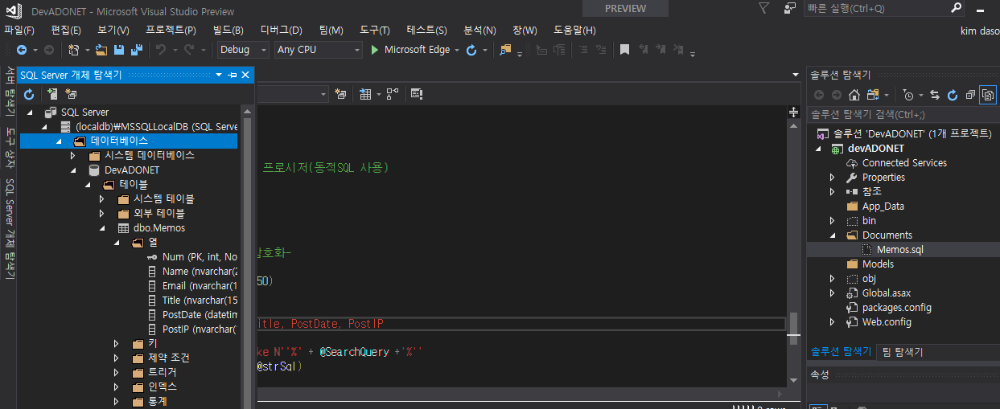 DevADONET - Microsoft Visual Studio Preview
PREVIEW
빠른 실행(Ctrl+Q)
파일(F) 편집(E) 보기(V) 프로젝트(P) 빌드(B) 디버그(D) 팀(M) 도구(T) 테스트(S) 분석(N) 창(W) 도움말(H)
kim daso
Debug Any CPU Microsoft Edge
서버 탐색기
도구 상자
SQL Server 개체 탐색기
SQL Server 개체 탐색기
SQL Server
(localdb)₩MSSQLLocalDB (SQL Serve
데이터베이스
시스템 데이터베이스
DevADONET
테이블
시스템 테이블
외부 테이블
dbo.Memos
열
Num (PK, int, No
Name (nvarchar(2
Email (nvarchar(1
Title (nvarchar(15
PostDate (datetim
PostIP (nvarchar(
키
제약 조건
트리거
인덱스
통계
프로시저(동적SQL 사용)
암호화-
50)
itle, PostDate, PostIP
ke N''%' + @SearchQuery +'%''
@strSql)
솔루션 탐색기
솔루션 탐색기 검색(Ctrl+;)
솔루션 'DevADONET' (1개 프로젝트)
devADONET
Connected Services
Properties
참조
App_Data
bin
Documents
Memos.sql
Models
obj
Global.asax
packages.config
Web.config
솔루션 탐색기 팀 탐색기
속성